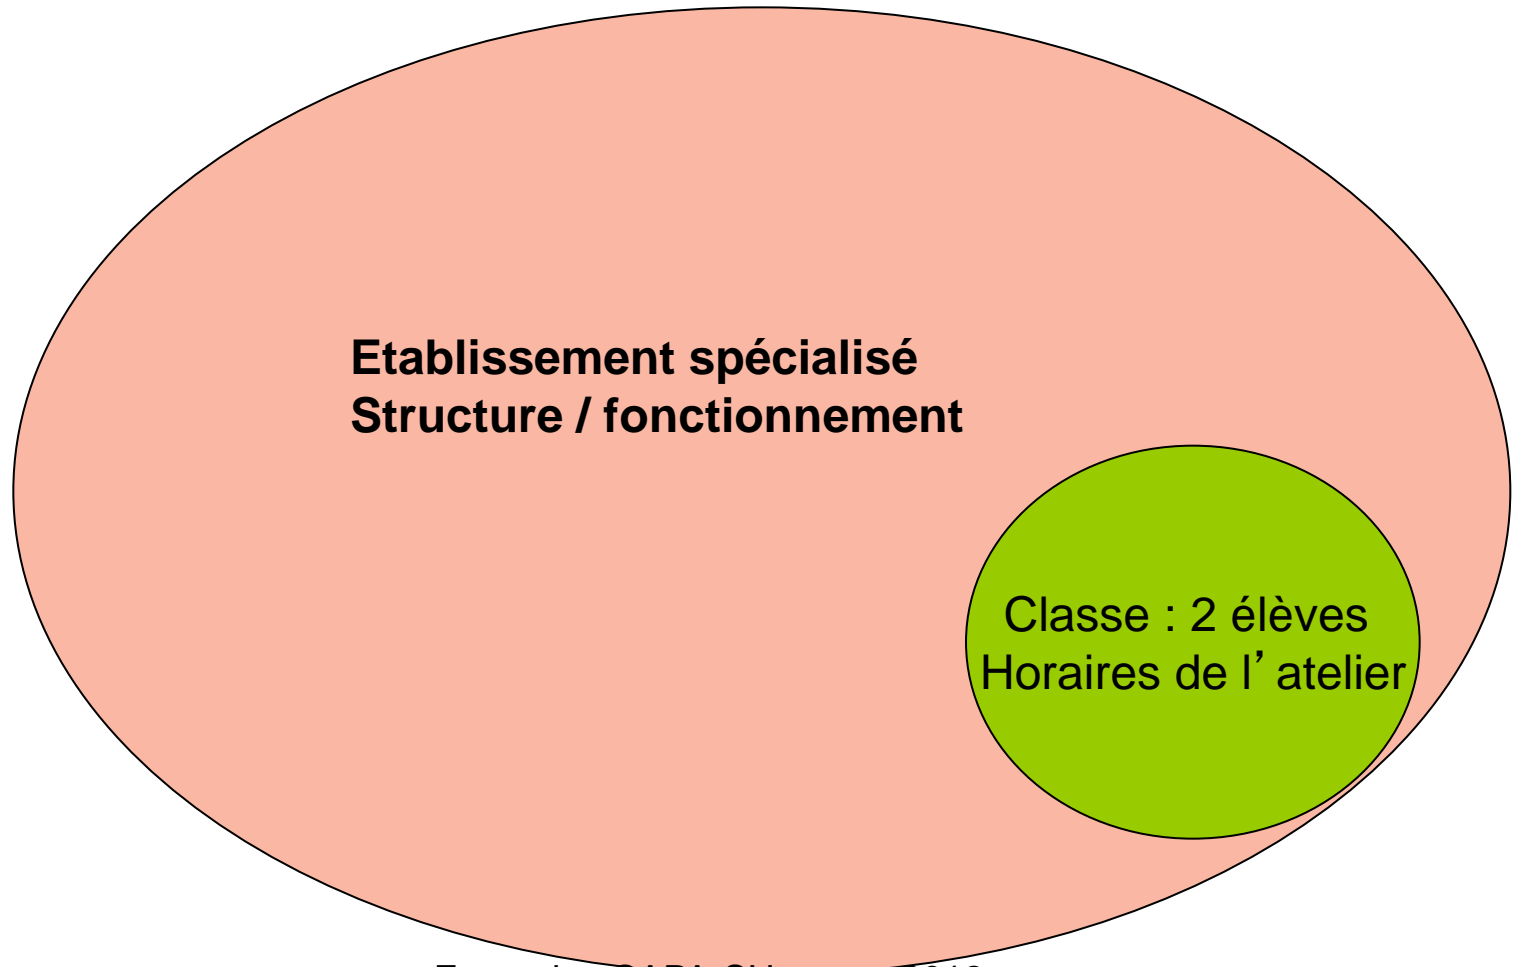 Etablissement spécialisé
Structure / fonctionnement
Classe : 2 élèves
Horaires de l’ atelier